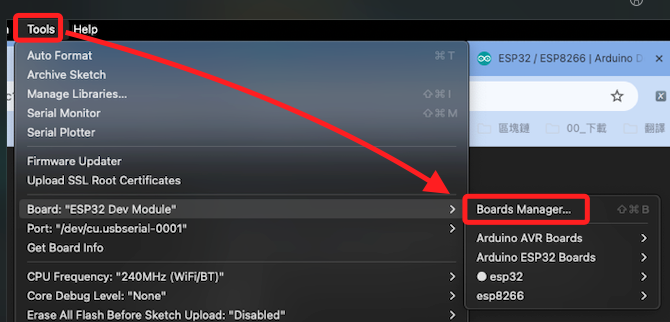 Tools Help
Auto Format ⌘T
Archive Sketch
Manage Libraries... ⇧⌘I
Serial Monitor ⇧⌘M
Serial Plotter
Firmware Updater
Upload SSL Root Certificates
Board: "ESP32 Dev Module"
Port: "/dev/cu.usbserial-0001"
Get Board Info
CPU Frequency: "240MHz (WiFi/BT)"
Core Debug Level: "None"
Erase All Flash Before Sketch Upload: "Disabled"
ESP32 / ESP8266 | Arduino D
區塊鏈 00_下載 翻譯
Boards Manager... ⇧⌘B
Arduino AVR Boards
Arduino ESP32 Boards
esp32
esp8266